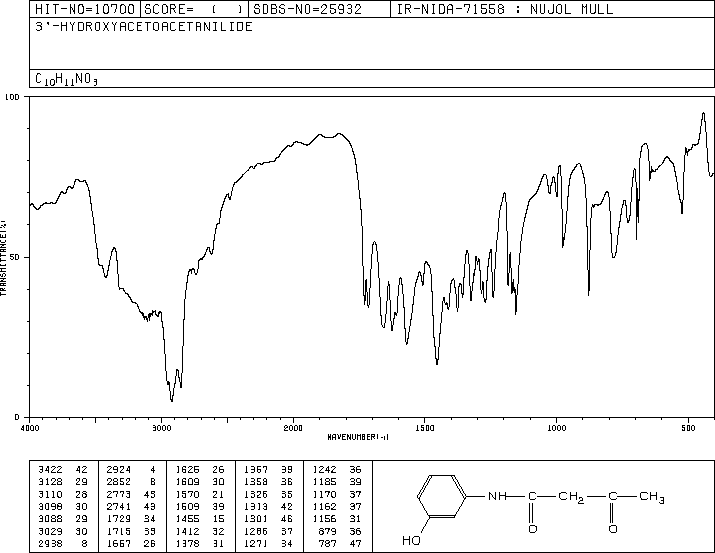 HIT-NO=10700 SCORE= ( ) SDBS-NO=25932 IR-NIDA-71558 : NUJOL MULL
3'-HYDROXYACETOACETANILIDE
C10H11NO3
100
50
0
TRANSMITTANCE(%)
4000 3000 2000 1500 1000 500
WAVENUMBER(-1)
3422 42 2924 4 1626 26 1367 39 1242 36
3128 29 2852 8 1609 30 1358 36 1185 39
3110 28 2773 45 1570 21 1326 35 1170 37
3098 30 2741 43 1509 39 1313 42 1162 37
3088 29 1729 34 1455 15 1301 46 1156 31
3029 30 1715 33 1412 32 1286 37 879 36
2938 8 1667 26 1378 31 1271 34 787 47
NH C CH2 C CH3
HO O O